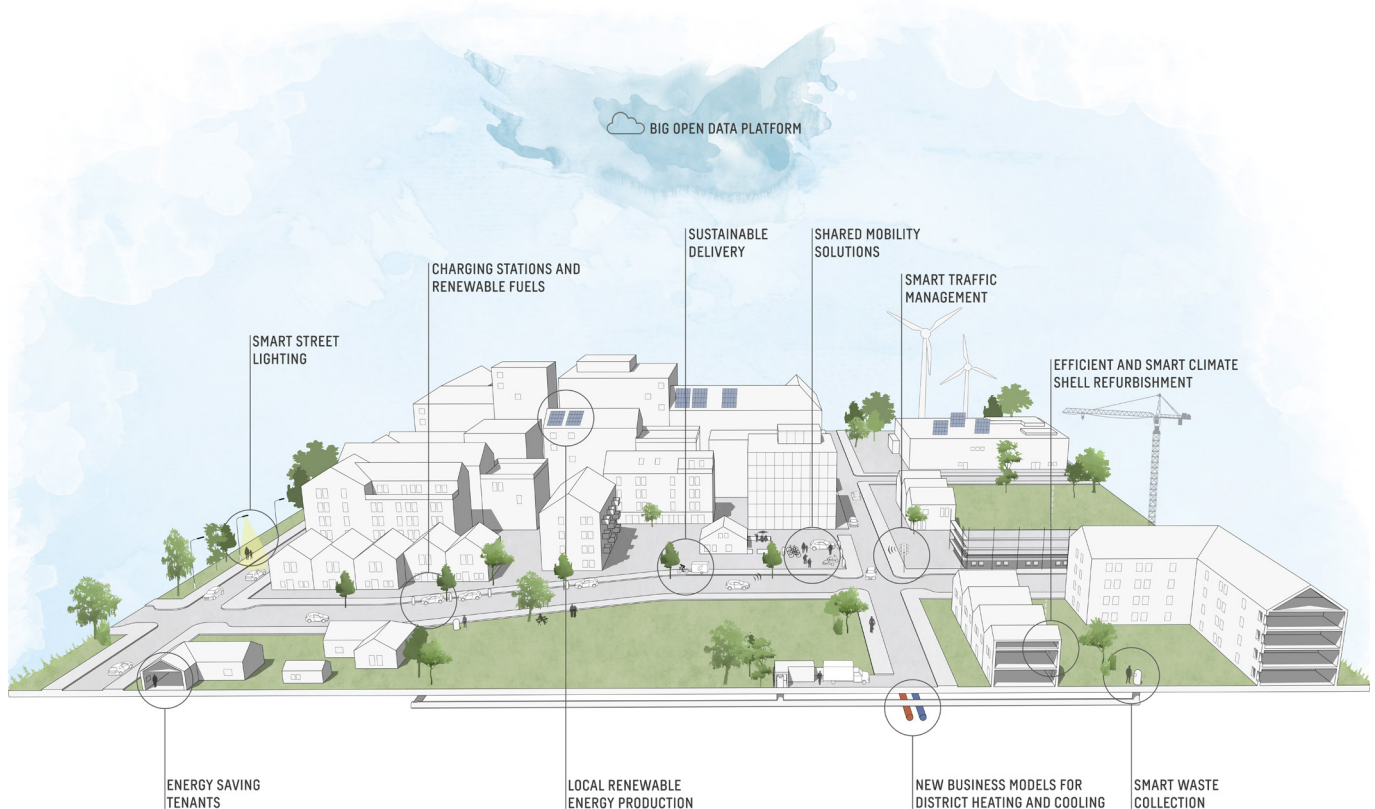 BIG OPEN DATA PLATFORM
SUSTAINABLE
DELIVERY
SHARED MOBILITY
SOLUTIONS
CHARGING STATIONS AND
RENEWABLE FUELS
SMART TRAFFIC
MANAGEMENT
SMART STREET
LIGHTING
EFFICIENT AND SMART CLIMATE
SHELL REFURBISHMENT
ENERGY SAVING
TENANTS
LOCAL RENEWABLE
ENERGY PRODUCTION
NEW BUSINESS MODELS FOR
DISTRICT HEATING AND COOLING
SMART WASTE
COLLECTION